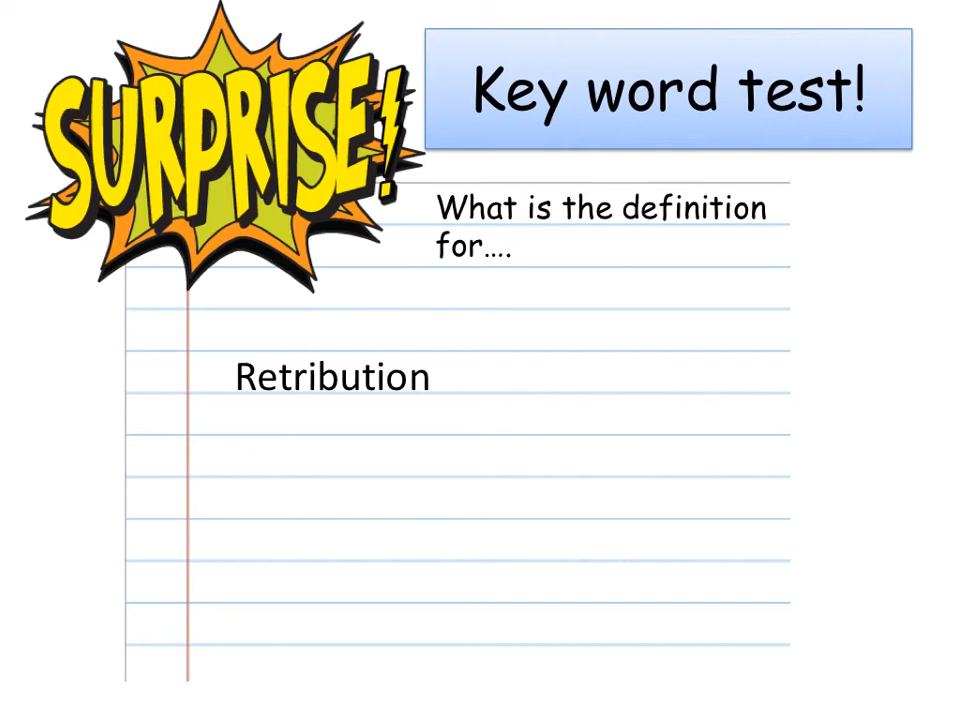 SURPRISE!
Key word test!
What is the definition
for....
Retribution